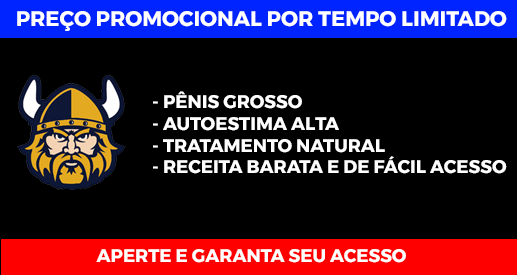 PREÇO PROMOCIONAL POR TEMPO LIMITADO
- PÊNIS GROSSO
- AUTOESTIMA ALTA
- TRATAMENTO NATURAL
- RECEITA BARATA E DE FÁCIL ACESSO
APERTE E GARANTA SEU ACESSO